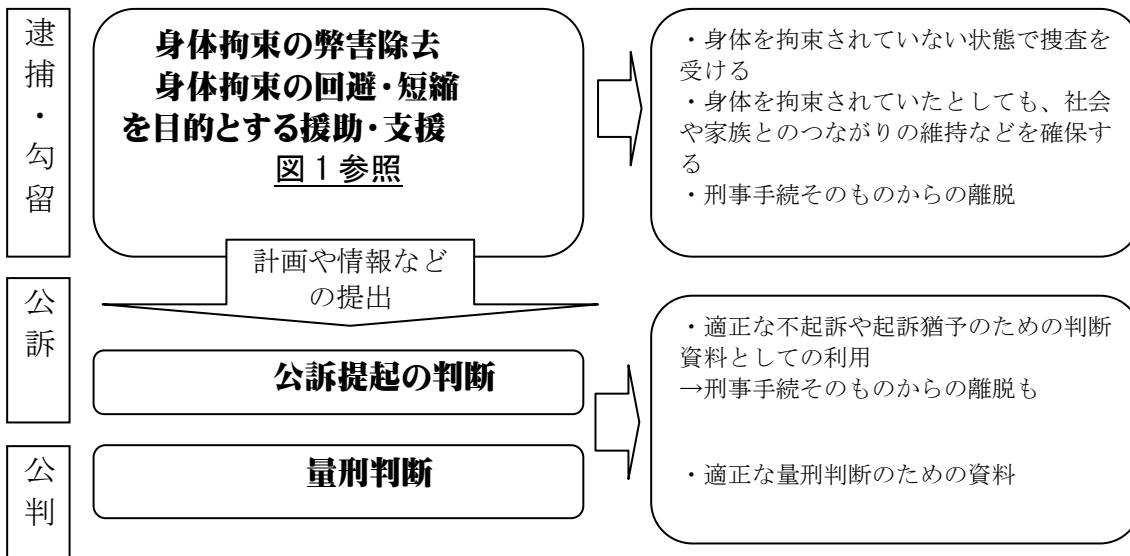 逮捕・勾留
身体拘束の弊害除去
身体拘束の回避・短縮
を目的とする援助・支援
図１参照
・身体を拘束されていない状態で捜査を
受ける
・身体を拘束されていたとしても、社会
や家族とのつながりの維持などを確保す
る
・刑事手続そのものからの離脱
計画や情報など
の提出
公訴
公訴提起の判断
・適正な不起訴や起訴猶予のための判断
資料としての利用
→刑事手続そのものからの離脱も
公判
量刑判断
・適正な量刑判断のための資料